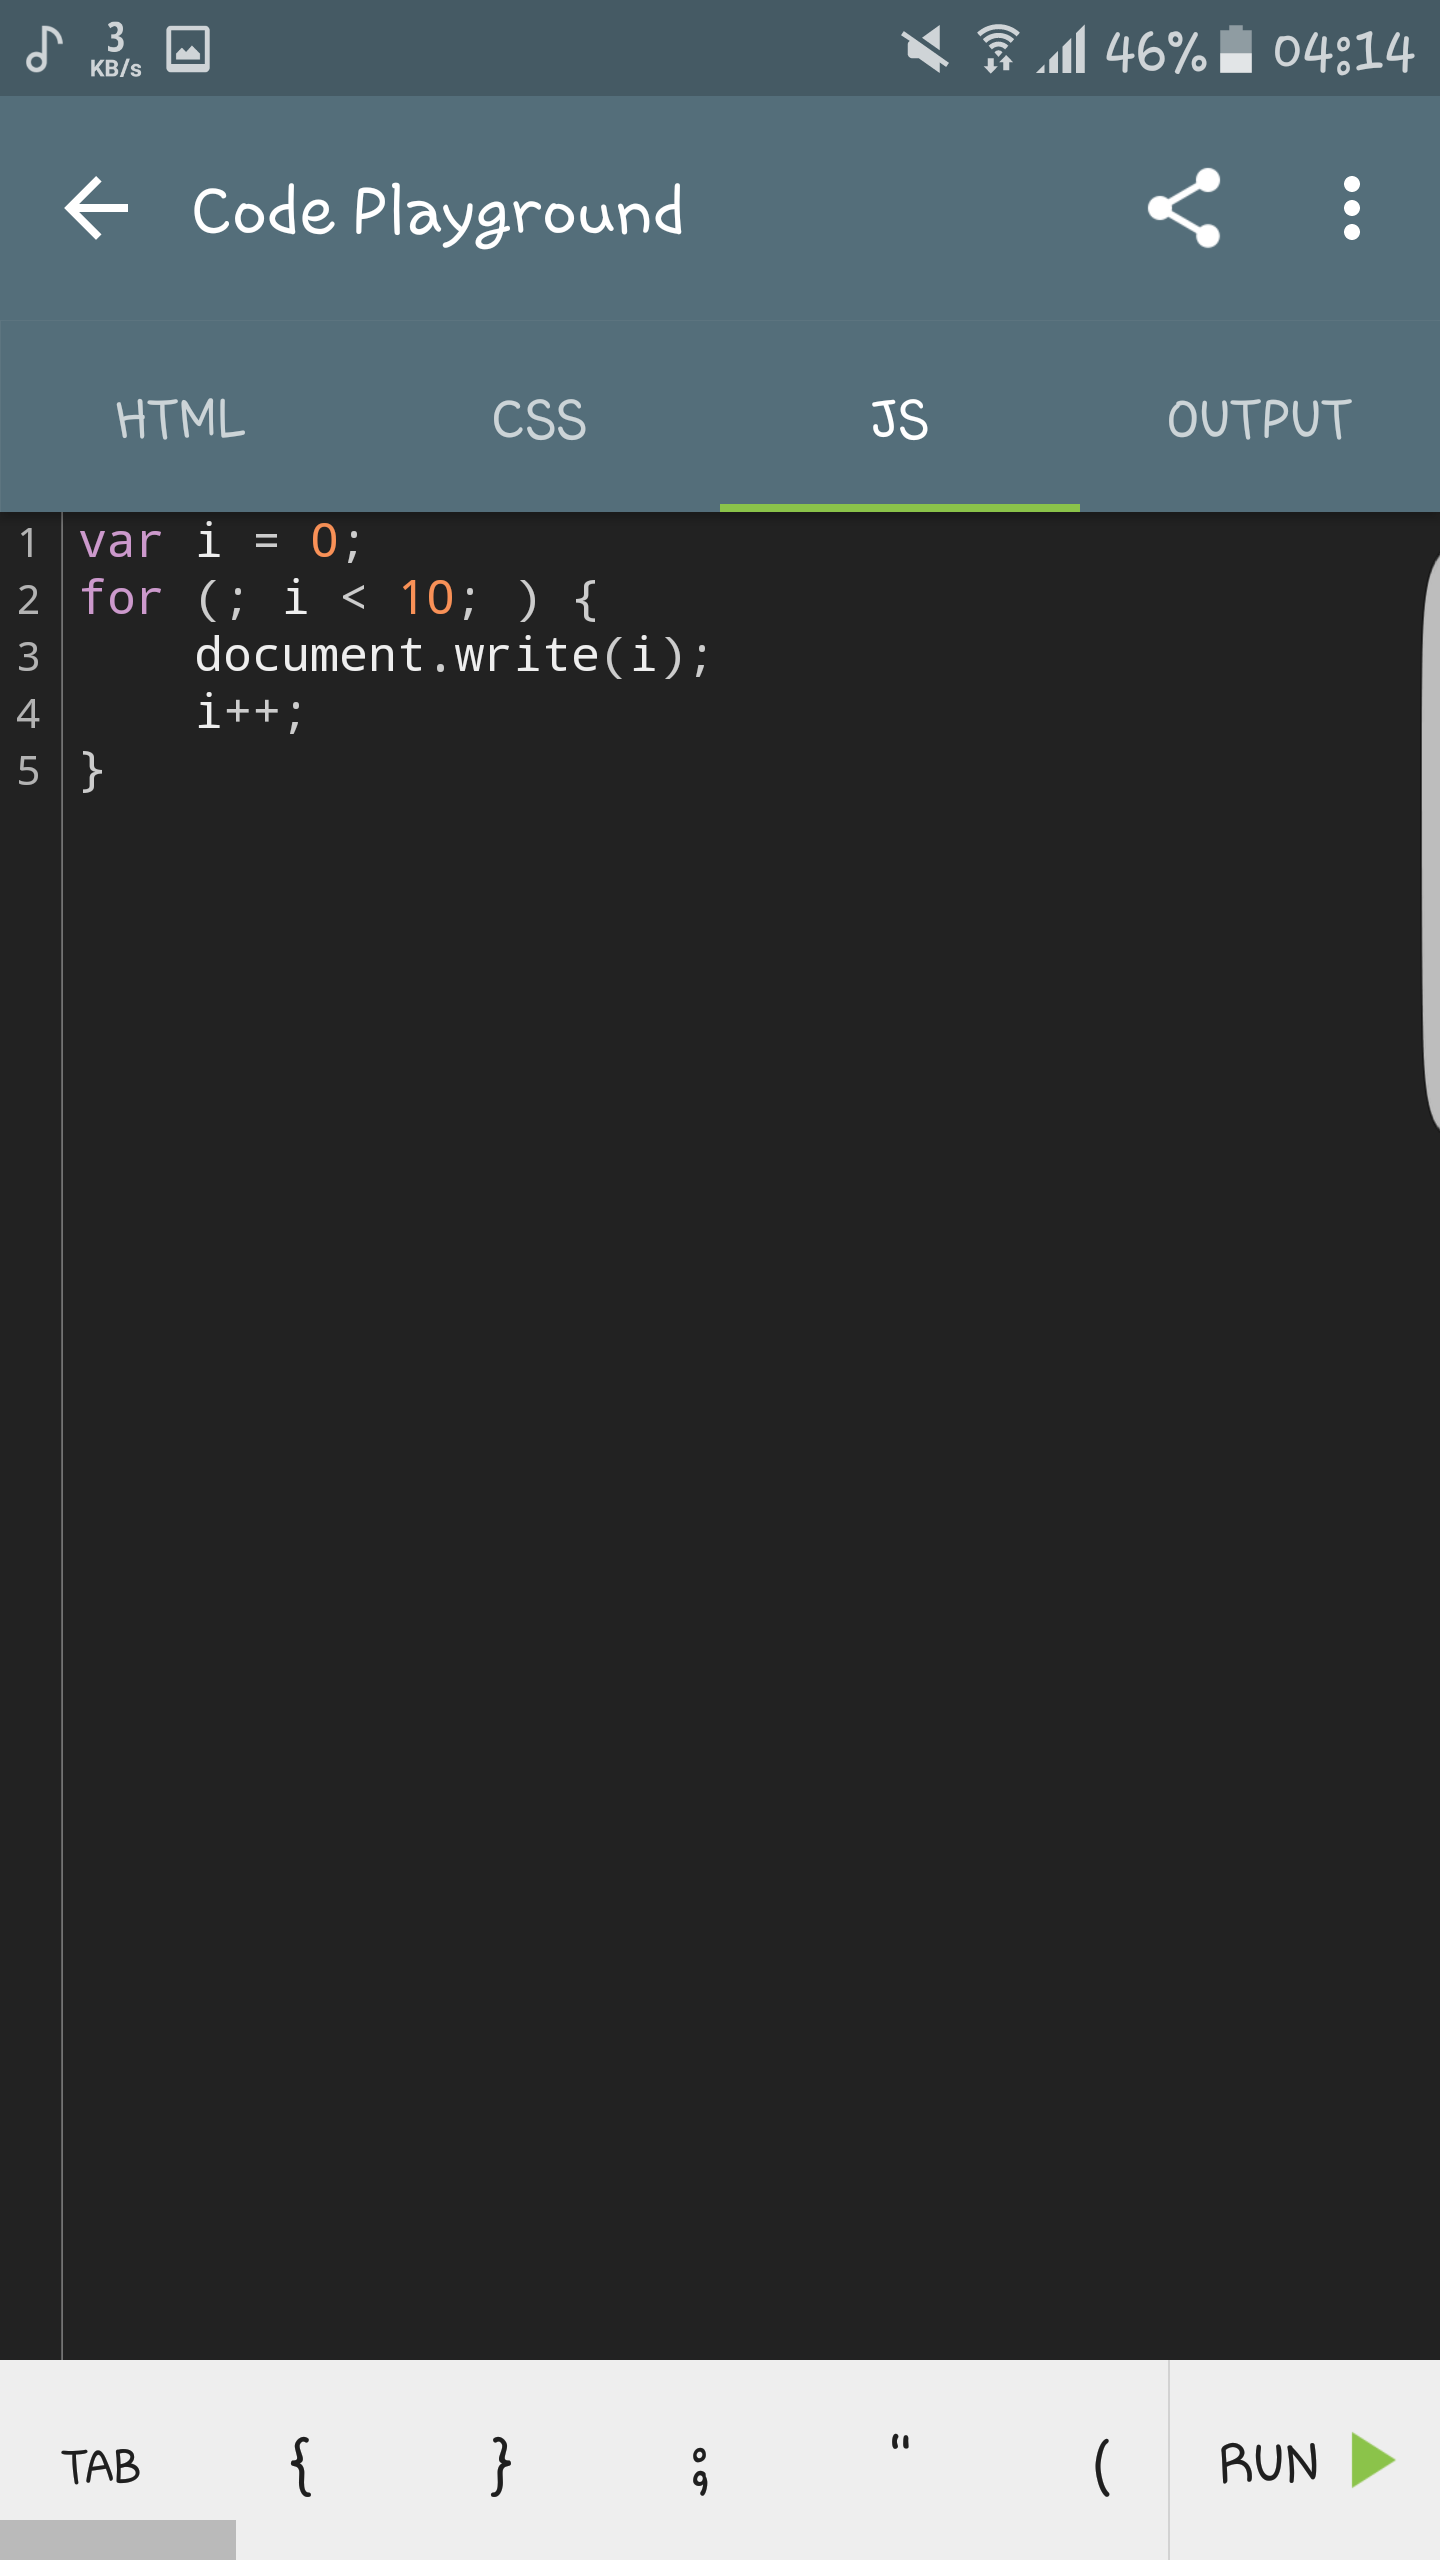 3 KB/s 46% 04:14
Code Playground
HTML CSS JS OUTPUT
1 var i = 0;
2 for (; i < 10; ) {
3     document.write(i);
4     i++;
5 }
TAB { } ; " ( RUN